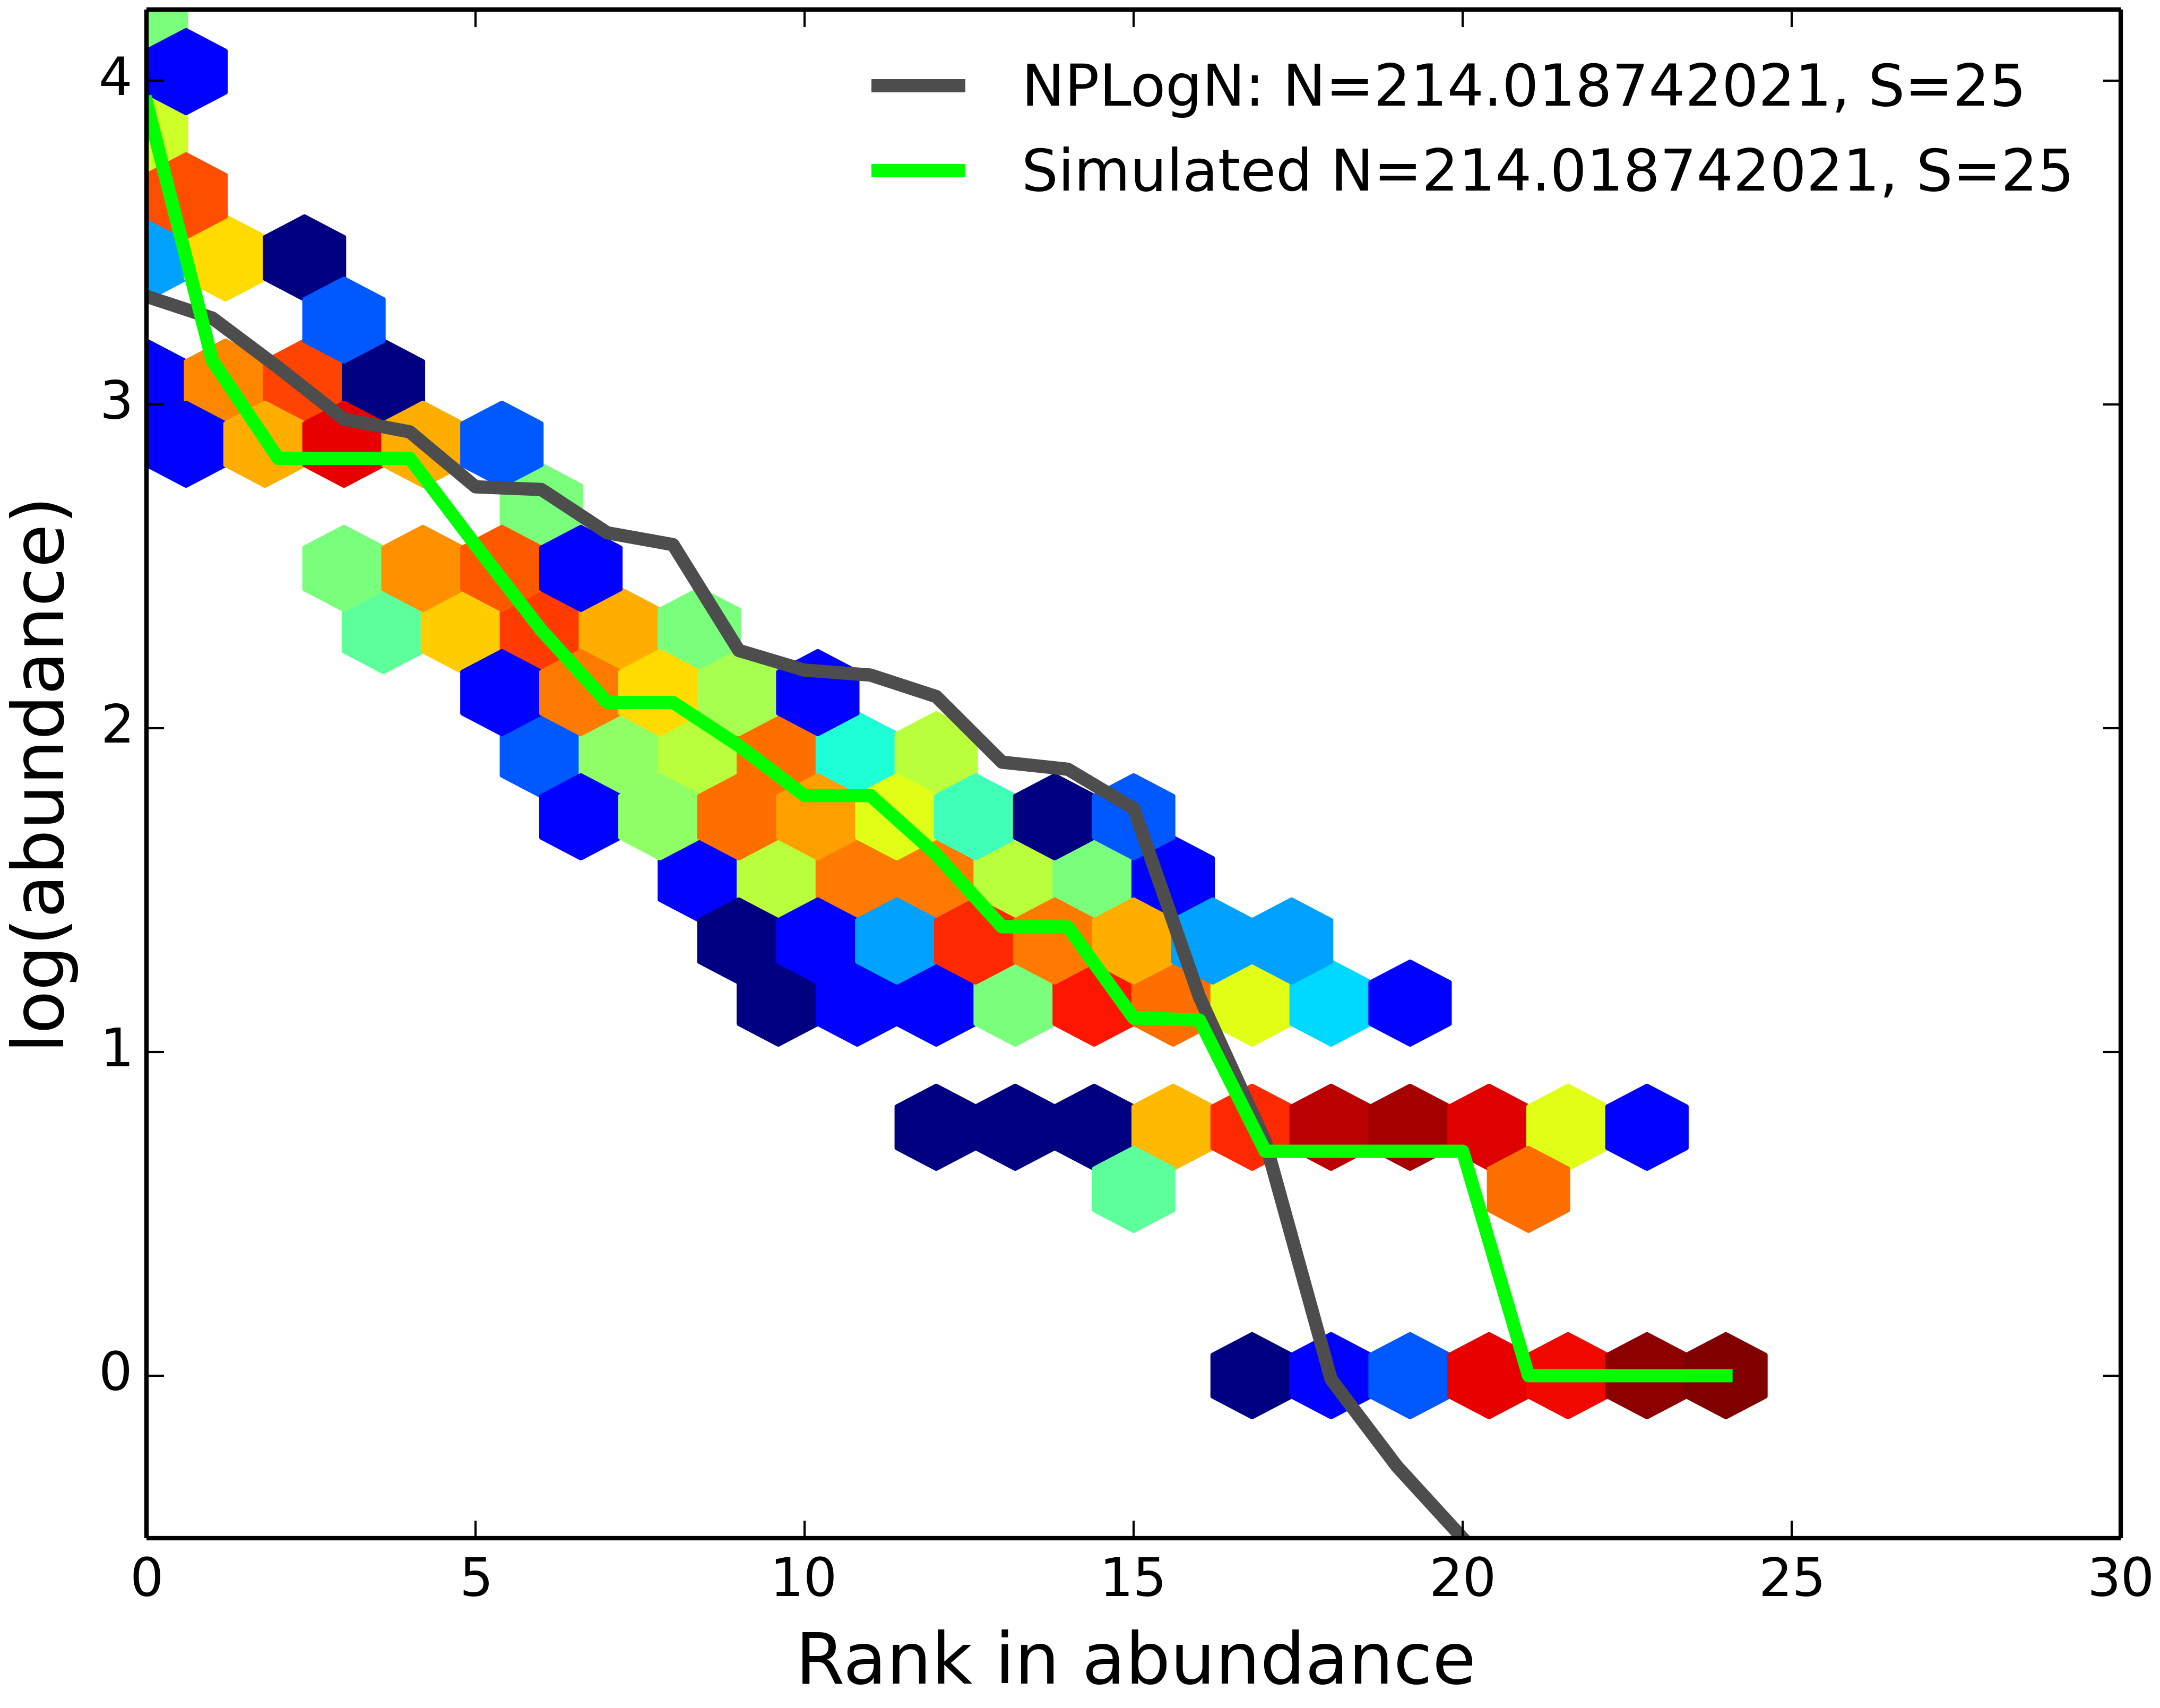 NPLogN: N=214.018742021, S=25
Simulated N=214.018742021, S=25
log(abundance)
4
3
2
1
0
0 5 10 15 20 25 30
Rank in abundance